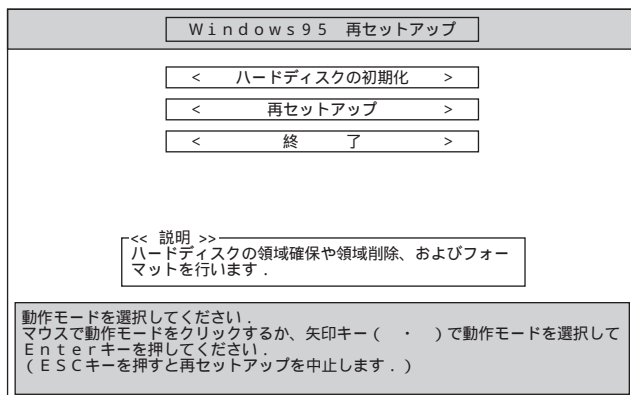 Ｗｉｎｄｏｗｓ９５　再セットアップ
＜　ハードディスクの初期化　＞
＜　再セットアップ　＞
＜　終　了　＞
<< 説明 >>
ハードディスクの領域確保や領域削除、およびフォー
マットを行います．
動作モードを選択してください．
マウスで動作モードをクリックするか、矢印キー（　・　）で動作モードを選択して
Ｅｎｔｅｒキーを押してください．
（ＥＳＣキーを押すと再セットアップを中止します．）